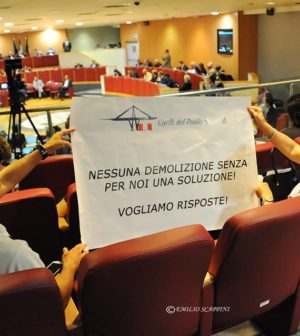 Quelli del Ponte
NESSUNA DEMOLIZIONE SENZA
PER NOI UNA SOLUZIONE!
VOGLIAMO RISPOSTE!
© EMILIO SCAPPINI